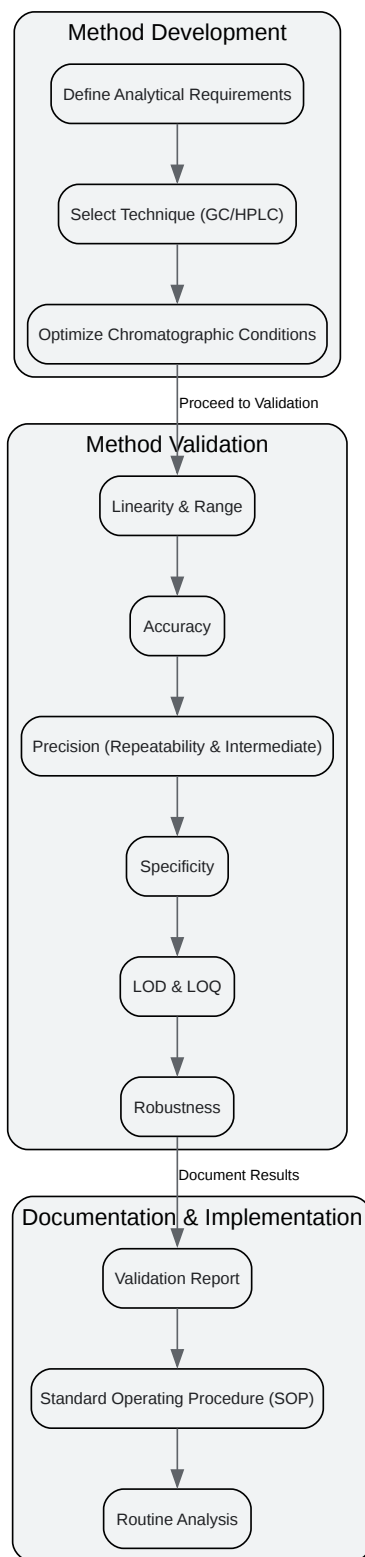 Method Development
Define Analytical Requirements
Select Technique (GC/HPLC)
Optimize Chromatographic Conditions
Proceed to Validation
Method Validation
Linearity & Range
Accuracy
Precision (Repeatability & Intermediate)
Specificity
LOD & LOQ
Robustness
Document Results
Documentation & Implementation
Validation Report
Standard Operating Procedure (SOP)
Routine Analysis